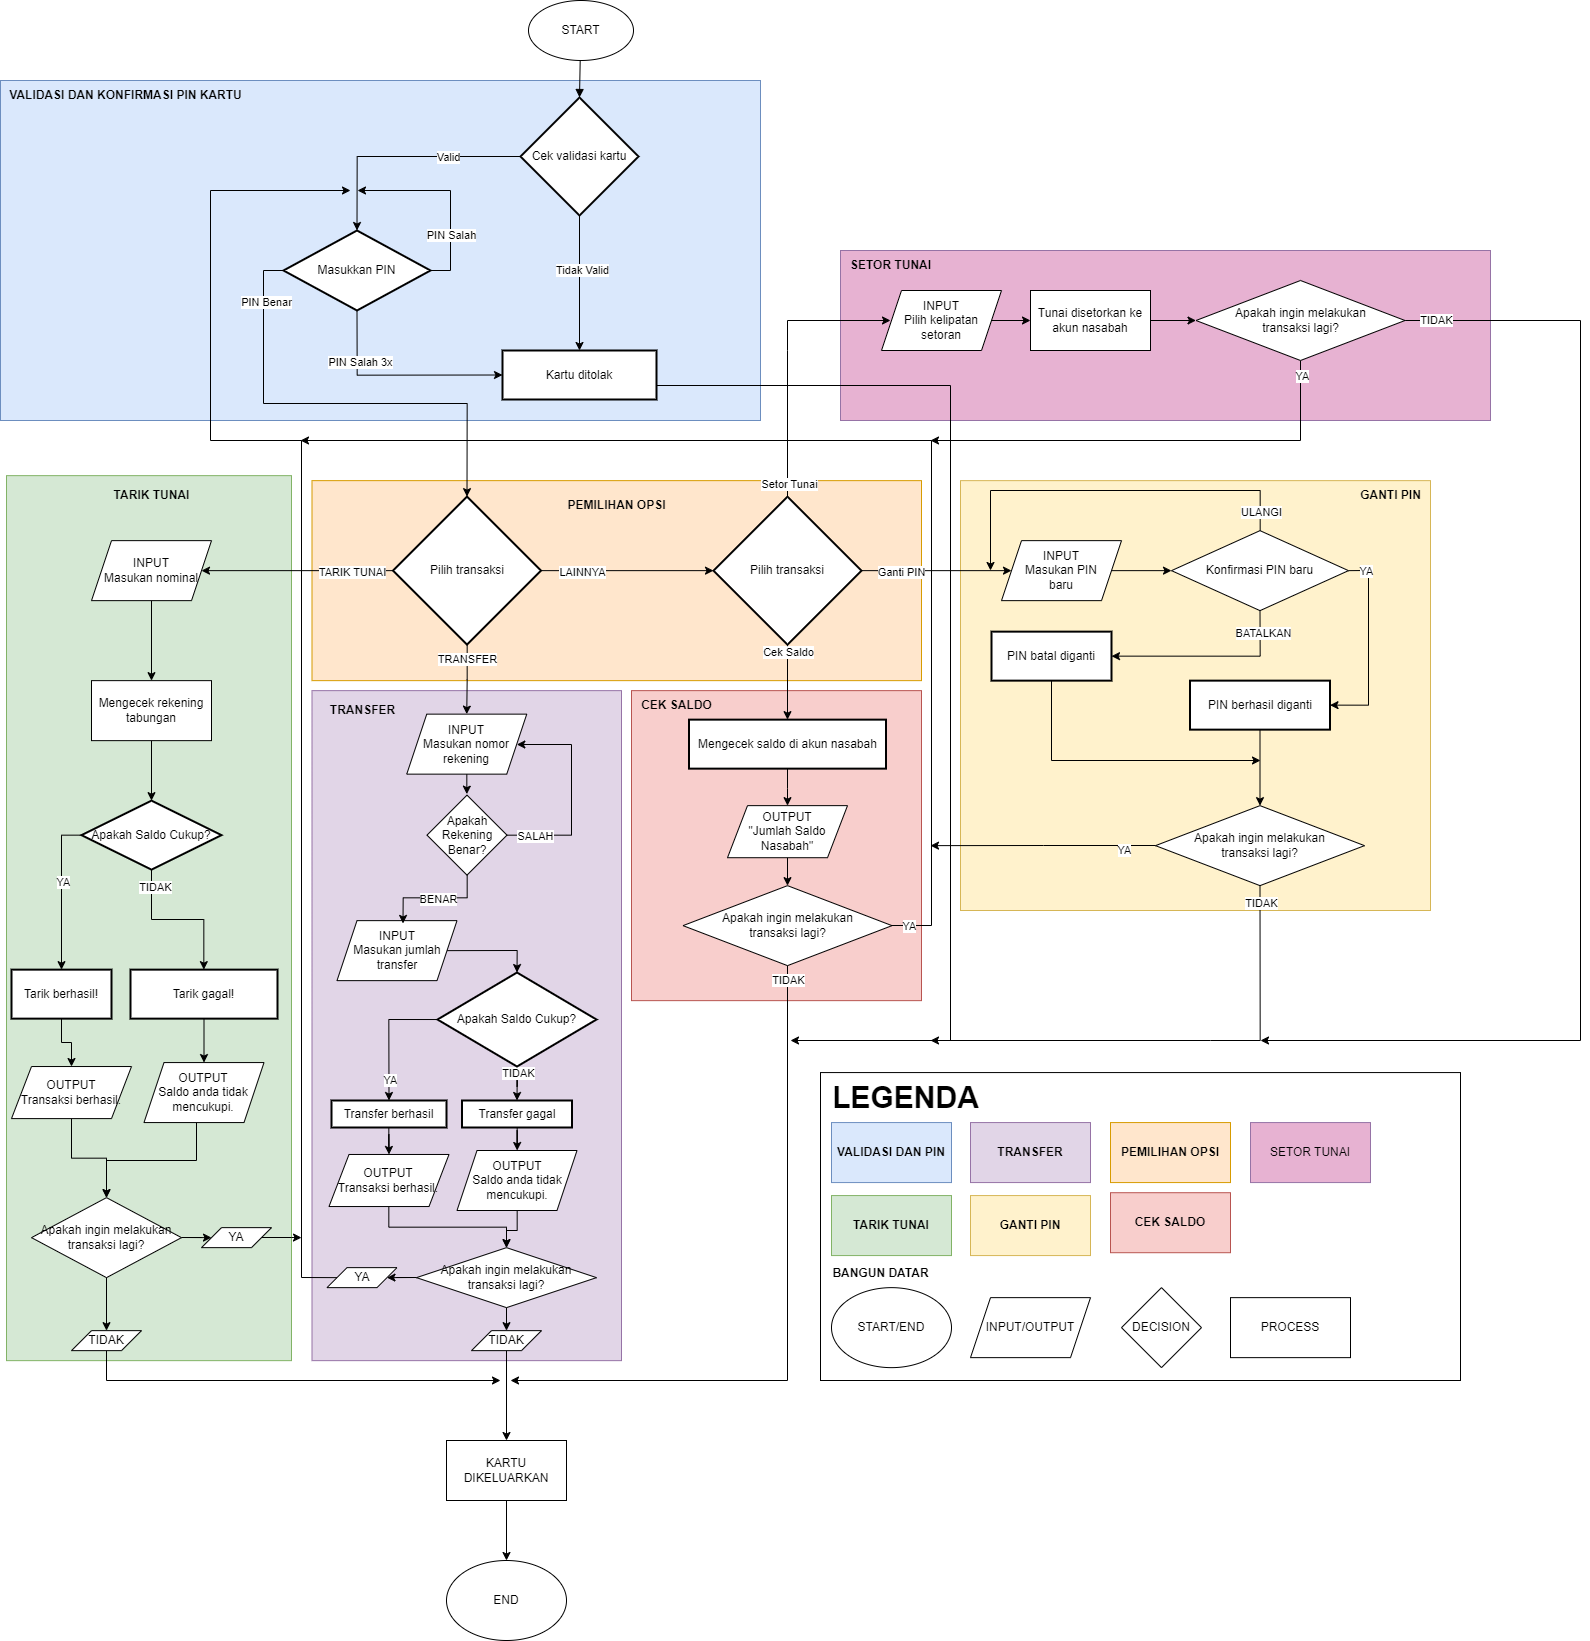 START
VALIDASI DAN KONFIRMASI PIN KARTU
Cek validasi kartu
Valid
PIN Salah
Masukkan PIN
Tidak Valid
PIN Benar
PIN Salah 3x
Kartu ditolak
SETOR TUNAI
INPUT
Pilih kelipatan
setoran
Tunai disetorkan ke
akun nasabah
Apakah ingin melakukan
transaksi lagi?
TIDAK
YA
TARIK TUNAI
INPUT
Masukan nominal
Mengecek rekening
tabungan
Apakah Saldo Cukup?
YA
TIDAK
Tarik berhasil!
Tarik gagal!
OUTPUT
Transaksi berhasil.
OUTPUT
Saldo anda tidak
mencukupi.
Apakah ingin melakukan
transaksi lagi?
YA
TIDAK
PEMILIHAN OPSI
Pilih transaksi
TARIK TUNAI
LAINNYA
TRANSFER
Pilih transaksi
Setor Tunai
Ganti PIN
Cek Saldo
TRANSFER
INPUT
Masukan nomor
rekening
Apakah
Rekening
Benar?
SALAH
BENAR
INPUT
Masukan jumlah
transfer
Apakah Saldo Cukup?
YA
TIDAK
Transfer berhasil
Transfer gagal
OUTPUT
Transaksi berhasil.
OUTPUT
Saldo anda tidak
mencukupi.
Apakah ingin melakukan
transaksi lagi?
YA
TIDAK
CEK SALDO
Mengecek saldo di akun nasabah
OUTPUT
"Jumlah Saldo
Nasabah"
Apakah ingin melakukan
transaksi lagi?
YA
TIDAK
GANTI PIN
ULANGI
INPUT
Masukan PIN
baru
Konfirmasi PIN baru
YA
BATALKAN
PIN batal diganti
PIN berhasil diganti
Apakah ingin melakukan
transaksi lagi?
YA
TIDAK
LEGENDA
VALIDASI DAN PIN
TRANSFER
PEMILIHAN OPSI
SETOR TUNAI
TARIK TUNAI
GANTI PIN
CEK SALDO
BANGUN DATAR
START/END
INPUT/OUTPUT
DECISION
PROCESS
KARTU
DIKELUARKAN
END